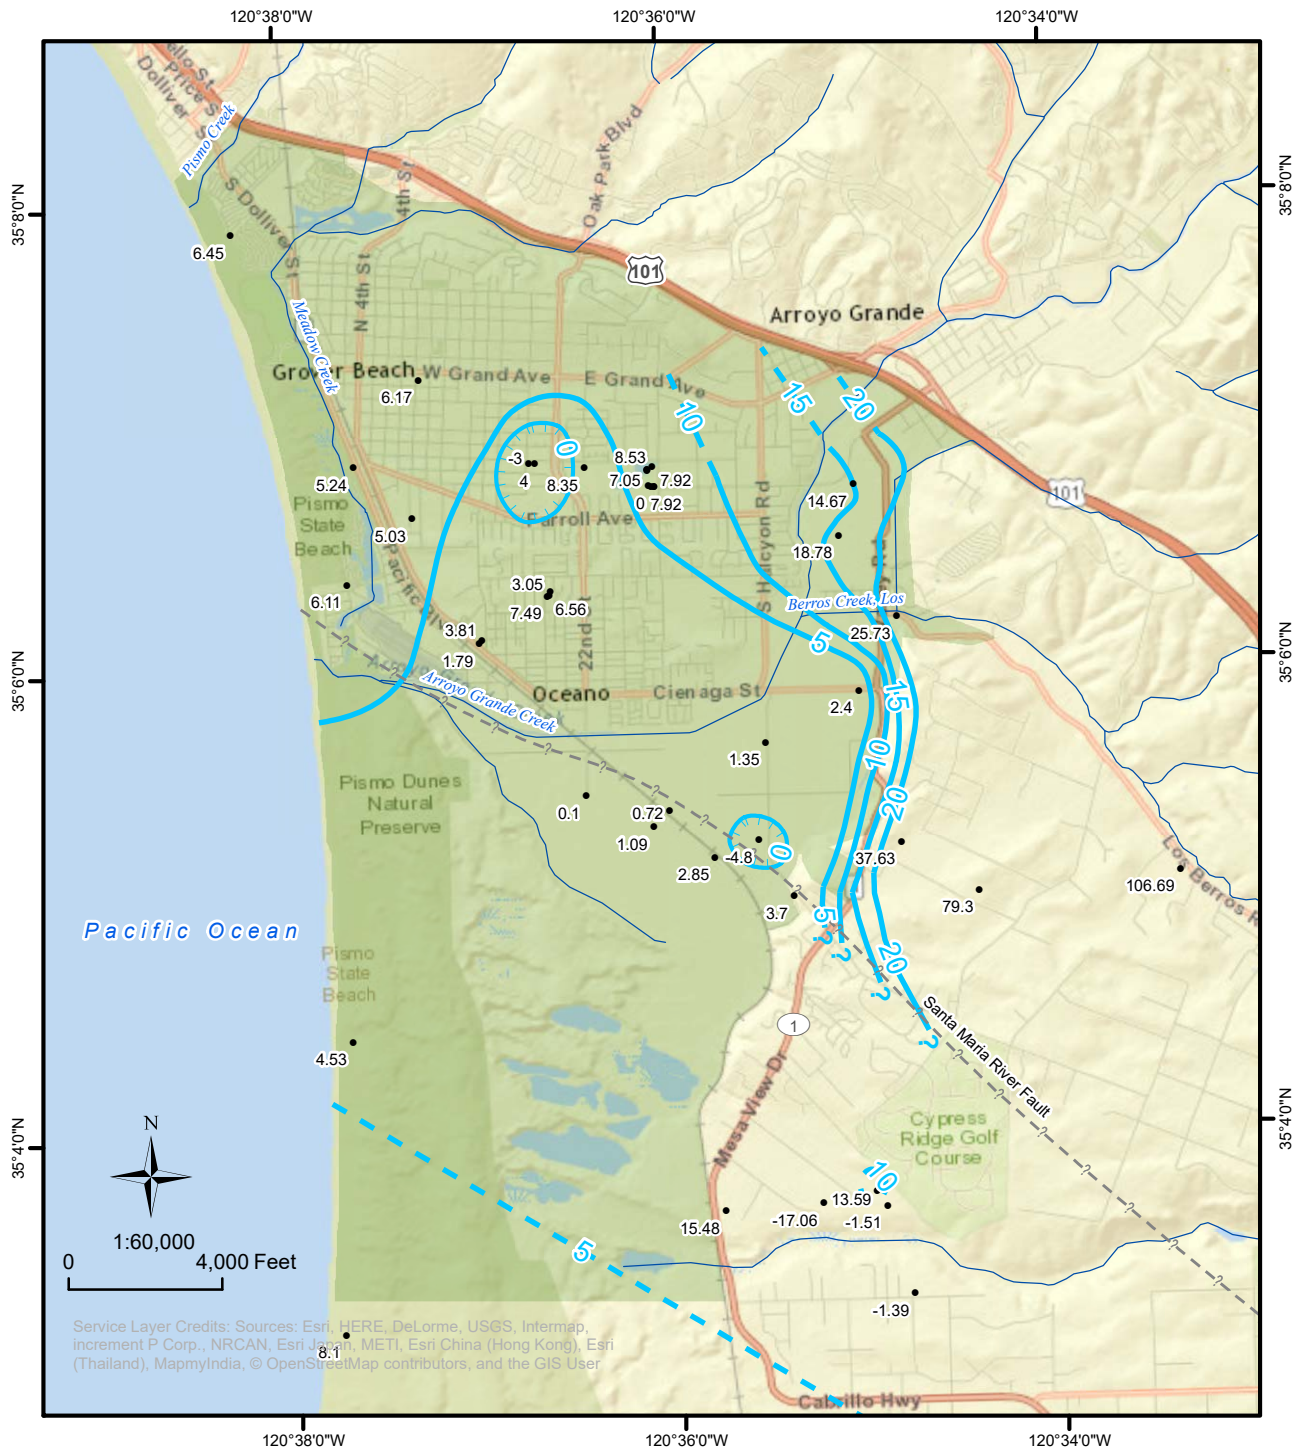 120°38'0"W
120°36'0"W
120°34'0"W
Price St
Dolliver S
Pismo Creek
4th St
Oak Park Blvd
35°8'0"N
35°8'0"N
S Dolliver
6.45
101
N 4th St
Meadow Creek
Arroyo Grande
Grover Beach
W Grand Ave
E Grand Ave
6.17
10
15
20
0
-3
4
8.35
8.53
7.05
7.92
0
7.92
5.24
14.67
101
Pismo
State
Beach
5.03
Farroll Ave
S Halcyon Rd
18.78
Pacific Blv
3.05
7.49
6.56
6.11
Berros Creek, Los
25.73
22nd St
3.81
1.79
5
35°6'0"N
35°6'0"N
Arroyo Grande Creek
Oceano
Cienaga St
2.4
15
1.35
10
Pismo Dunes
Natural
Preserve
0.1
0.72
1.09
20
2.85
-4.8
0
37.63
Los Berros R
106.69
79.3
3.7
5
?
?
Pacific Ocean
Pismo
State
Beach
20
?
?
Santa Maria River Fault
1
4.53
Mesa View Dr
Cypress
Ridge Golf
Course
35°4'0"N
35°4'0"N
N
10
13.59
-17.06
-1.51
15.48
1:60,000
0
4,000 Feet
5
-1.39
8.1
Service Layer Credits: Sources: Esri, HERE, DeLorme, USGS, Intermap,
increment P Corp., NRCAN, Esri Japan, METI, Esri China (Hong Kong), Esri
(Thailand), MapmyIndia, © OpenStreetMap contributors, and the GIS User
Cabrillo Hwy
120°38'0"W
120°36'0"W
120°34'0"W